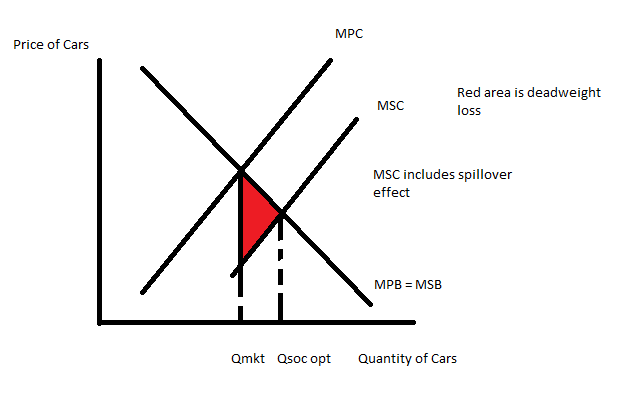 MPC
Price of Cars
Red area is deadweight
loss
MSC
MSC includes spillover
effect
MPB = MSB
Qmkt
Qsoc opt
Quantity of Cars